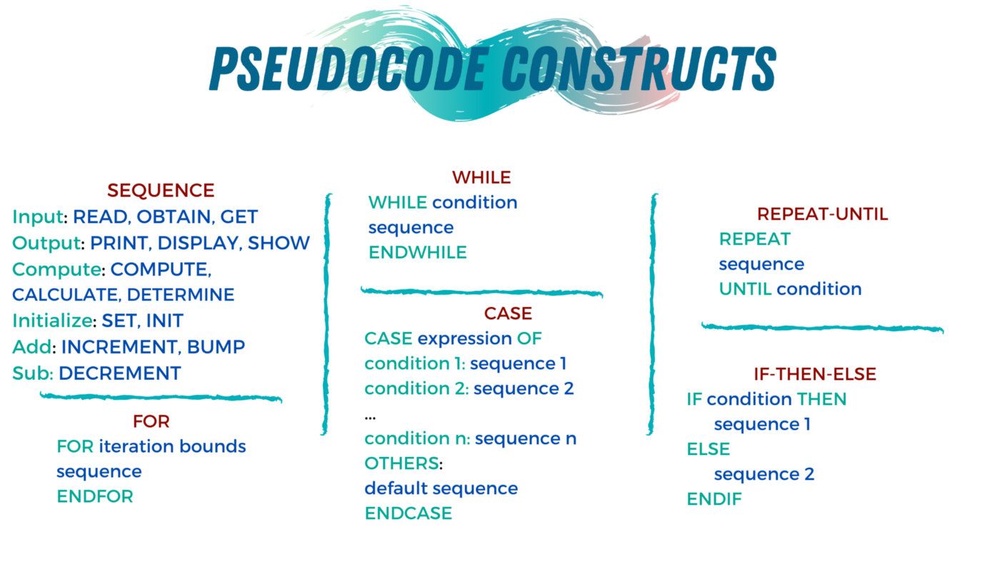 PSEUDOCODE CONSTRUCTS
SEQUENCE
Input: READ, OBTAIN, GET
Output: PRINT, DISPLAY, SHOW
Compute: COMPUTE,
CALCULATE, DETERMINE
Initialize: SET, INIT
Add: INCREMENT, BUMP
Sub: DECREMENT
FOR
FOR iteration bounds
sequence
ENDFOR
WHILE
WHILE condition
sequence
ENDWHILE
CASE
CASE expression OF
condition 1: sequence 1
condition 2: sequence 2
...
condition n: sequence n
OTHERS:
default sequence
ENDCASE
REPEAT-UNTIL
REPEAT
sequence
UNTIL condition
IF-THEN-ELSE
IF condition THEN
sequence 1
ELSE
sequence 2
ENDIF